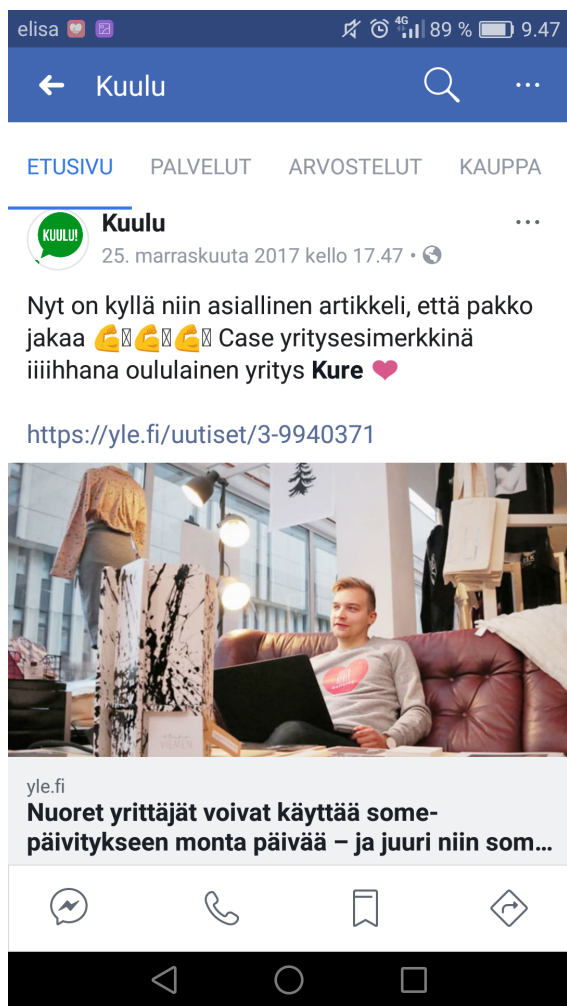 elisa 4G 89 % 9.47
Kuulu
ETUSIVU PALVELUT ARVOSTELUT KAUPPA
KUULU!
Kuulu
25. marraskuuta 2017 kello 17.47 •
Nyt on kyllä niin asiallinen artikkeli, että pakko
jakaa 💪💪💪 Case yritysesimerkkinä
iiiihhana oululainen yritys Kure ❤
https://yle.fi/uutiset/3-9940371
VIEMEN
yle.fi
Nuoret yrittäjät voivat käyttää some-
päivitykseen monta päivää – ja juuri niin som...